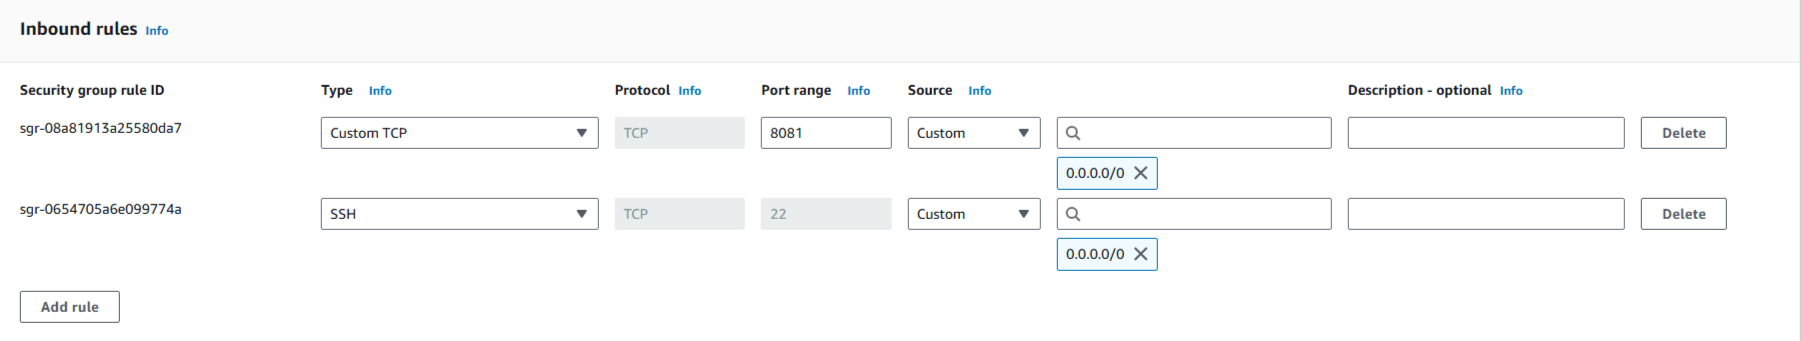 Inbound rules Info
Security group rule ID Type Info Protocol Info Port range Info Source Info Description - optional Info
sgr-08a81913a25580da7 Custom TCP TCP 8081 Custom Delete
0.0.0.0/0
sgr-0654705a6e099774a SSH TCP 22 Custom Delete
0.0.0.0/0
Add rule